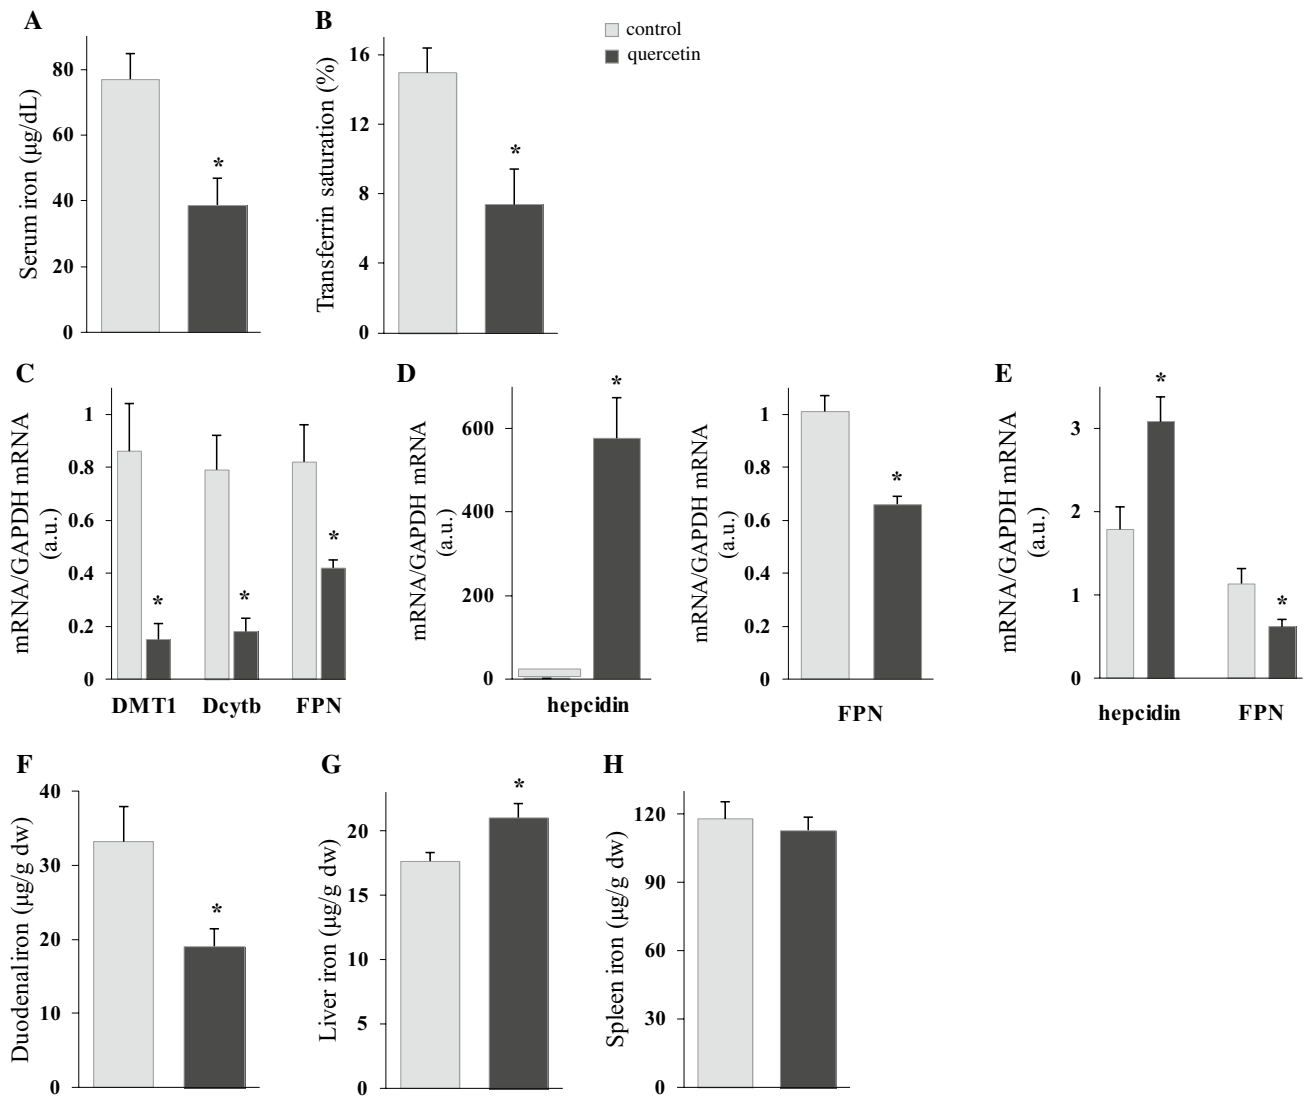 A
Serum iron (µg/dL)
80
60
40
20
0
*
B
Transferrin saturation (%)
16
12
8
4
0
*
control
quercetin
C
mRNA/GAPDH mRNA
(a.u.)
1
0.8
0.6
0.4
0.2
0
*
*
*
DMT1 Dcytb FPN
D
mRNA/GAPDH mRNA
(a.u.)
600
400
200
0
*
hepcidin
mRNA/GAPDH mRNA
(a.u.)
1
0.8
0.6
0.4
0.2
0
*
FPN
E
mRNA/GAPDH mRNA
(a.u.)
3
2
1
0
*
*
hepcidin FPN
F
Duodenal iron (µg/g dw)
40
30
20
10
0
*
G
Liver iron (µg/g dw)
20
15
10
5
0
*
H
Spleen iron (µg/g dw)
120
90
60
30
0